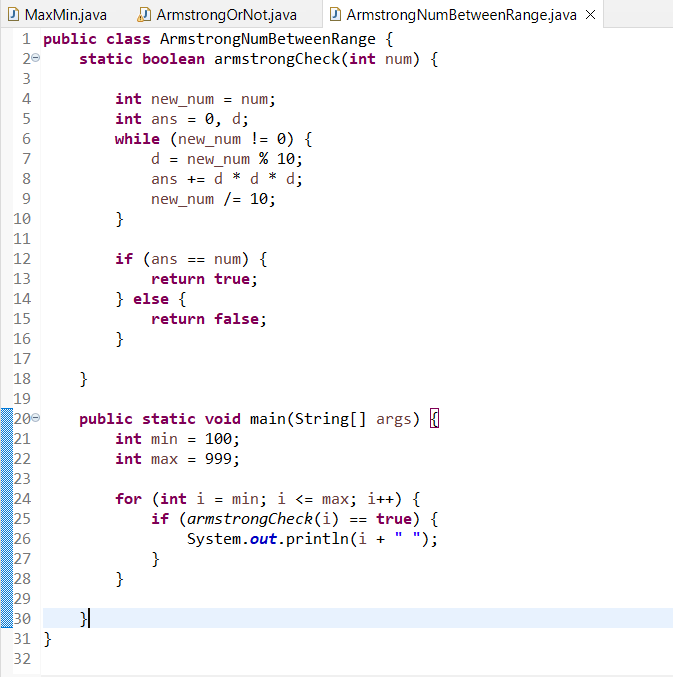 MaxMin.java ArmstrongOrNot.java ArmstrongNumBetweenRange.java
1 public class ArmstrongNumBetweenRange {
2 static boolean armstrongCheck(int num) {
3
4 int new_num = num;
5 int ans = 0, d;
6 while (new_num != 0) {
7 d = new_num % 10;
8 ans += d * d * d;
9 new_num /= 10;
10 }
11
12 if (ans == num) {
13 return true;
14 } else {
15 return false;
16 }
17
18 }
19
20 public static void main(String[] args) {
21 int min = 100;
22 int max = 999;
23
24 for (int i = min; i <= max; i++) {
25 if (armstrongCheck(i) == true) {
26 System.out.println(i + " ");
27 }
28 }
29
30 }
31 }
32